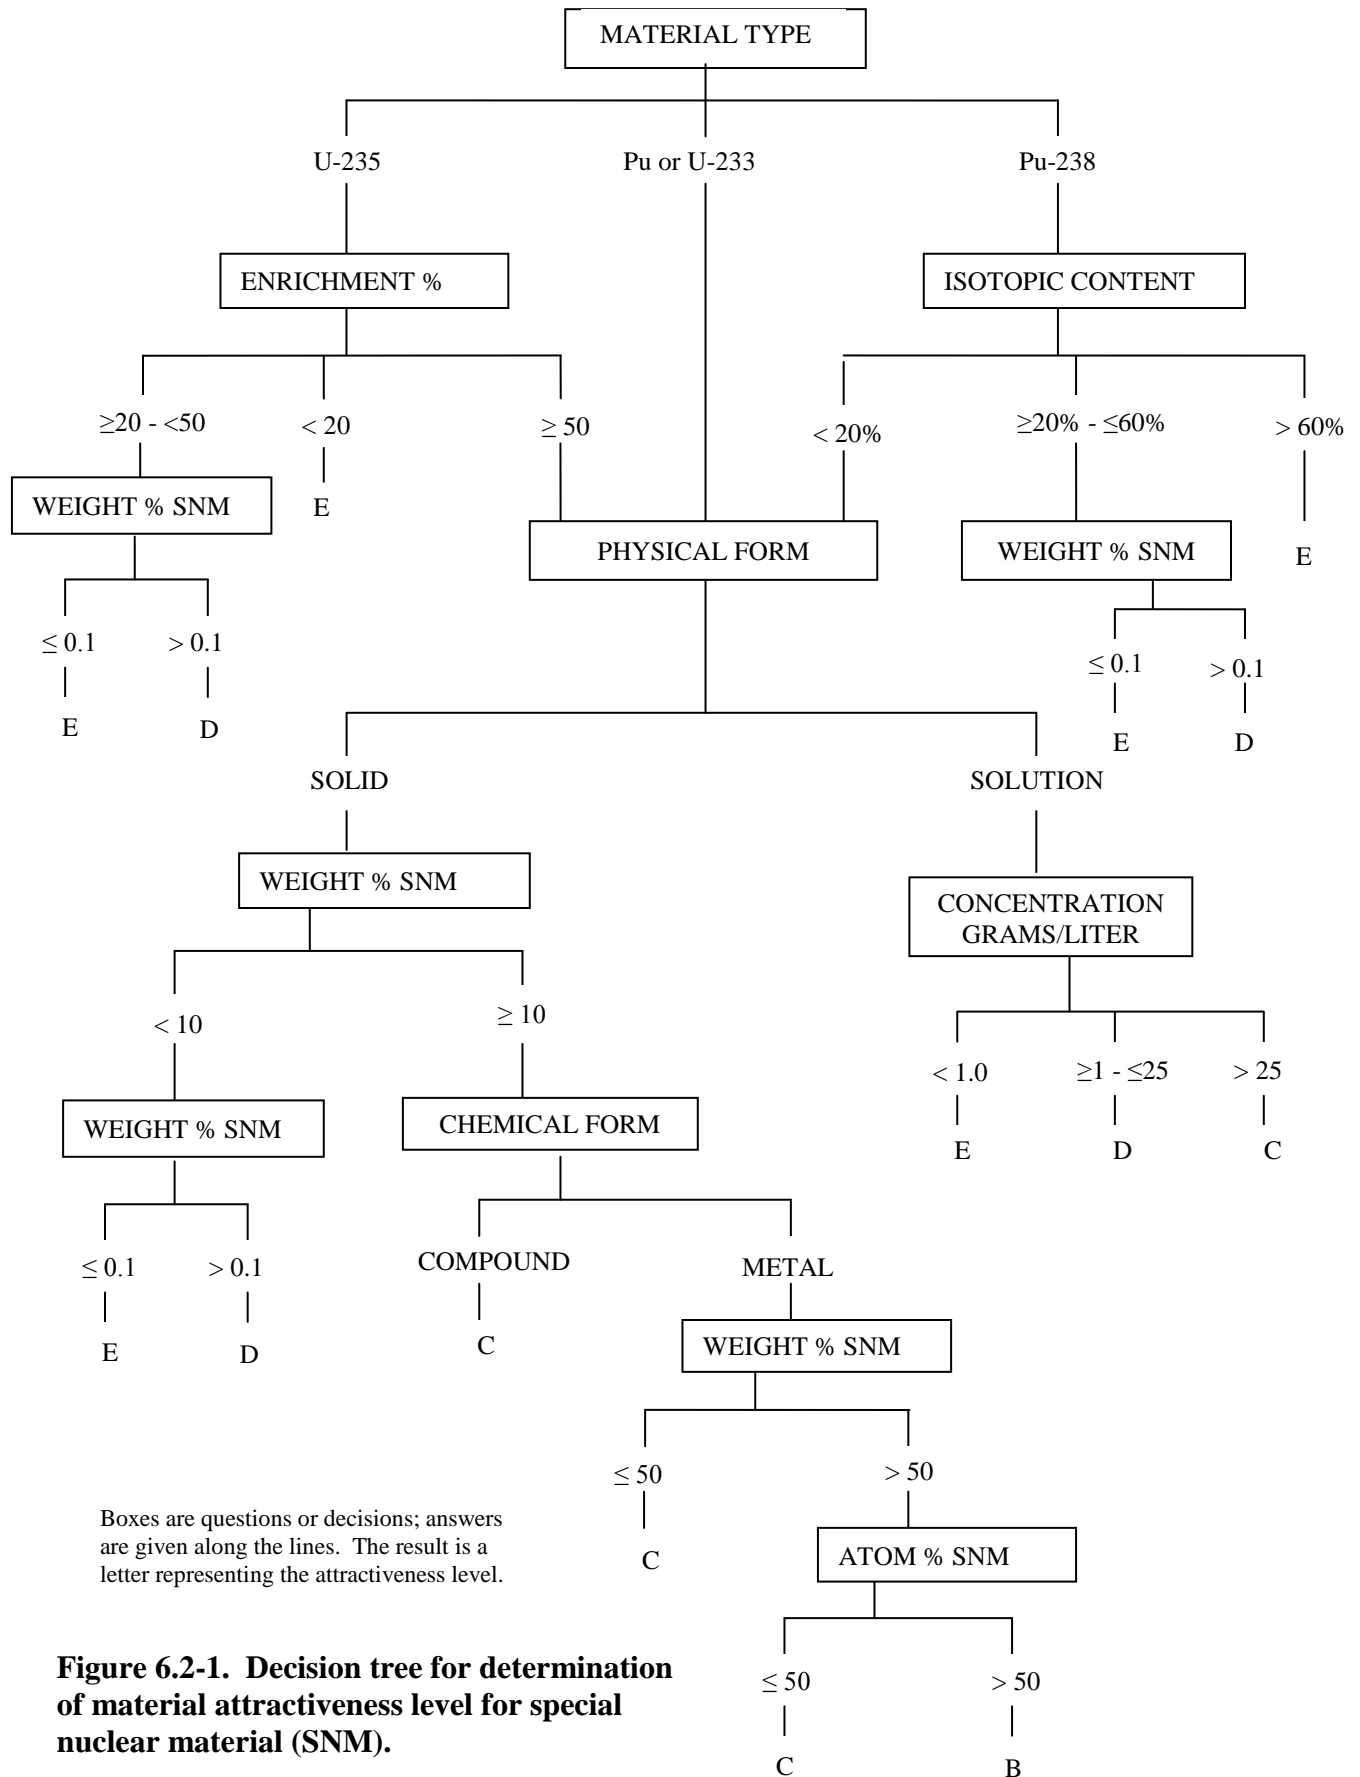 MATERIAL TYPE
U-235
Pu or U-233
Pu-238
ENRICHMENT %
ISOTOPIC CONTENT
≥20 - <50
< 20
≥ 50
< 20%
≥20% - ≤60%
> 60%
WEIGHT % SNM
E
PHYSICAL FORM
WEIGHT % SNM
E
≤ 0.1
> 0.1
≤ 0.1
> 0.1
E
D
E
D
SOLID
SOLUTION
WEIGHT % SNM
CONCENTRATION
GRAMS/LITER
< 10
≥ 10
< 1.0
≥1 - ≤25
> 25
WEIGHT % SNM
CHEMICAL FORM
E
D
C
≤ 0.1
> 0.1
COMPOUND
METAL
E
D
C
WEIGHT % SNM
≤ 50
> 50
Boxes are questions or decisions; answers
are given along the lines. The result is a
letter representing the attractiveness level.
C
ATOM % SNM
Figure 6.2-1. Decision tree for determination
of material attractiveness level for special
nuclear material (SNM).
≤ 50
> 50
C
B